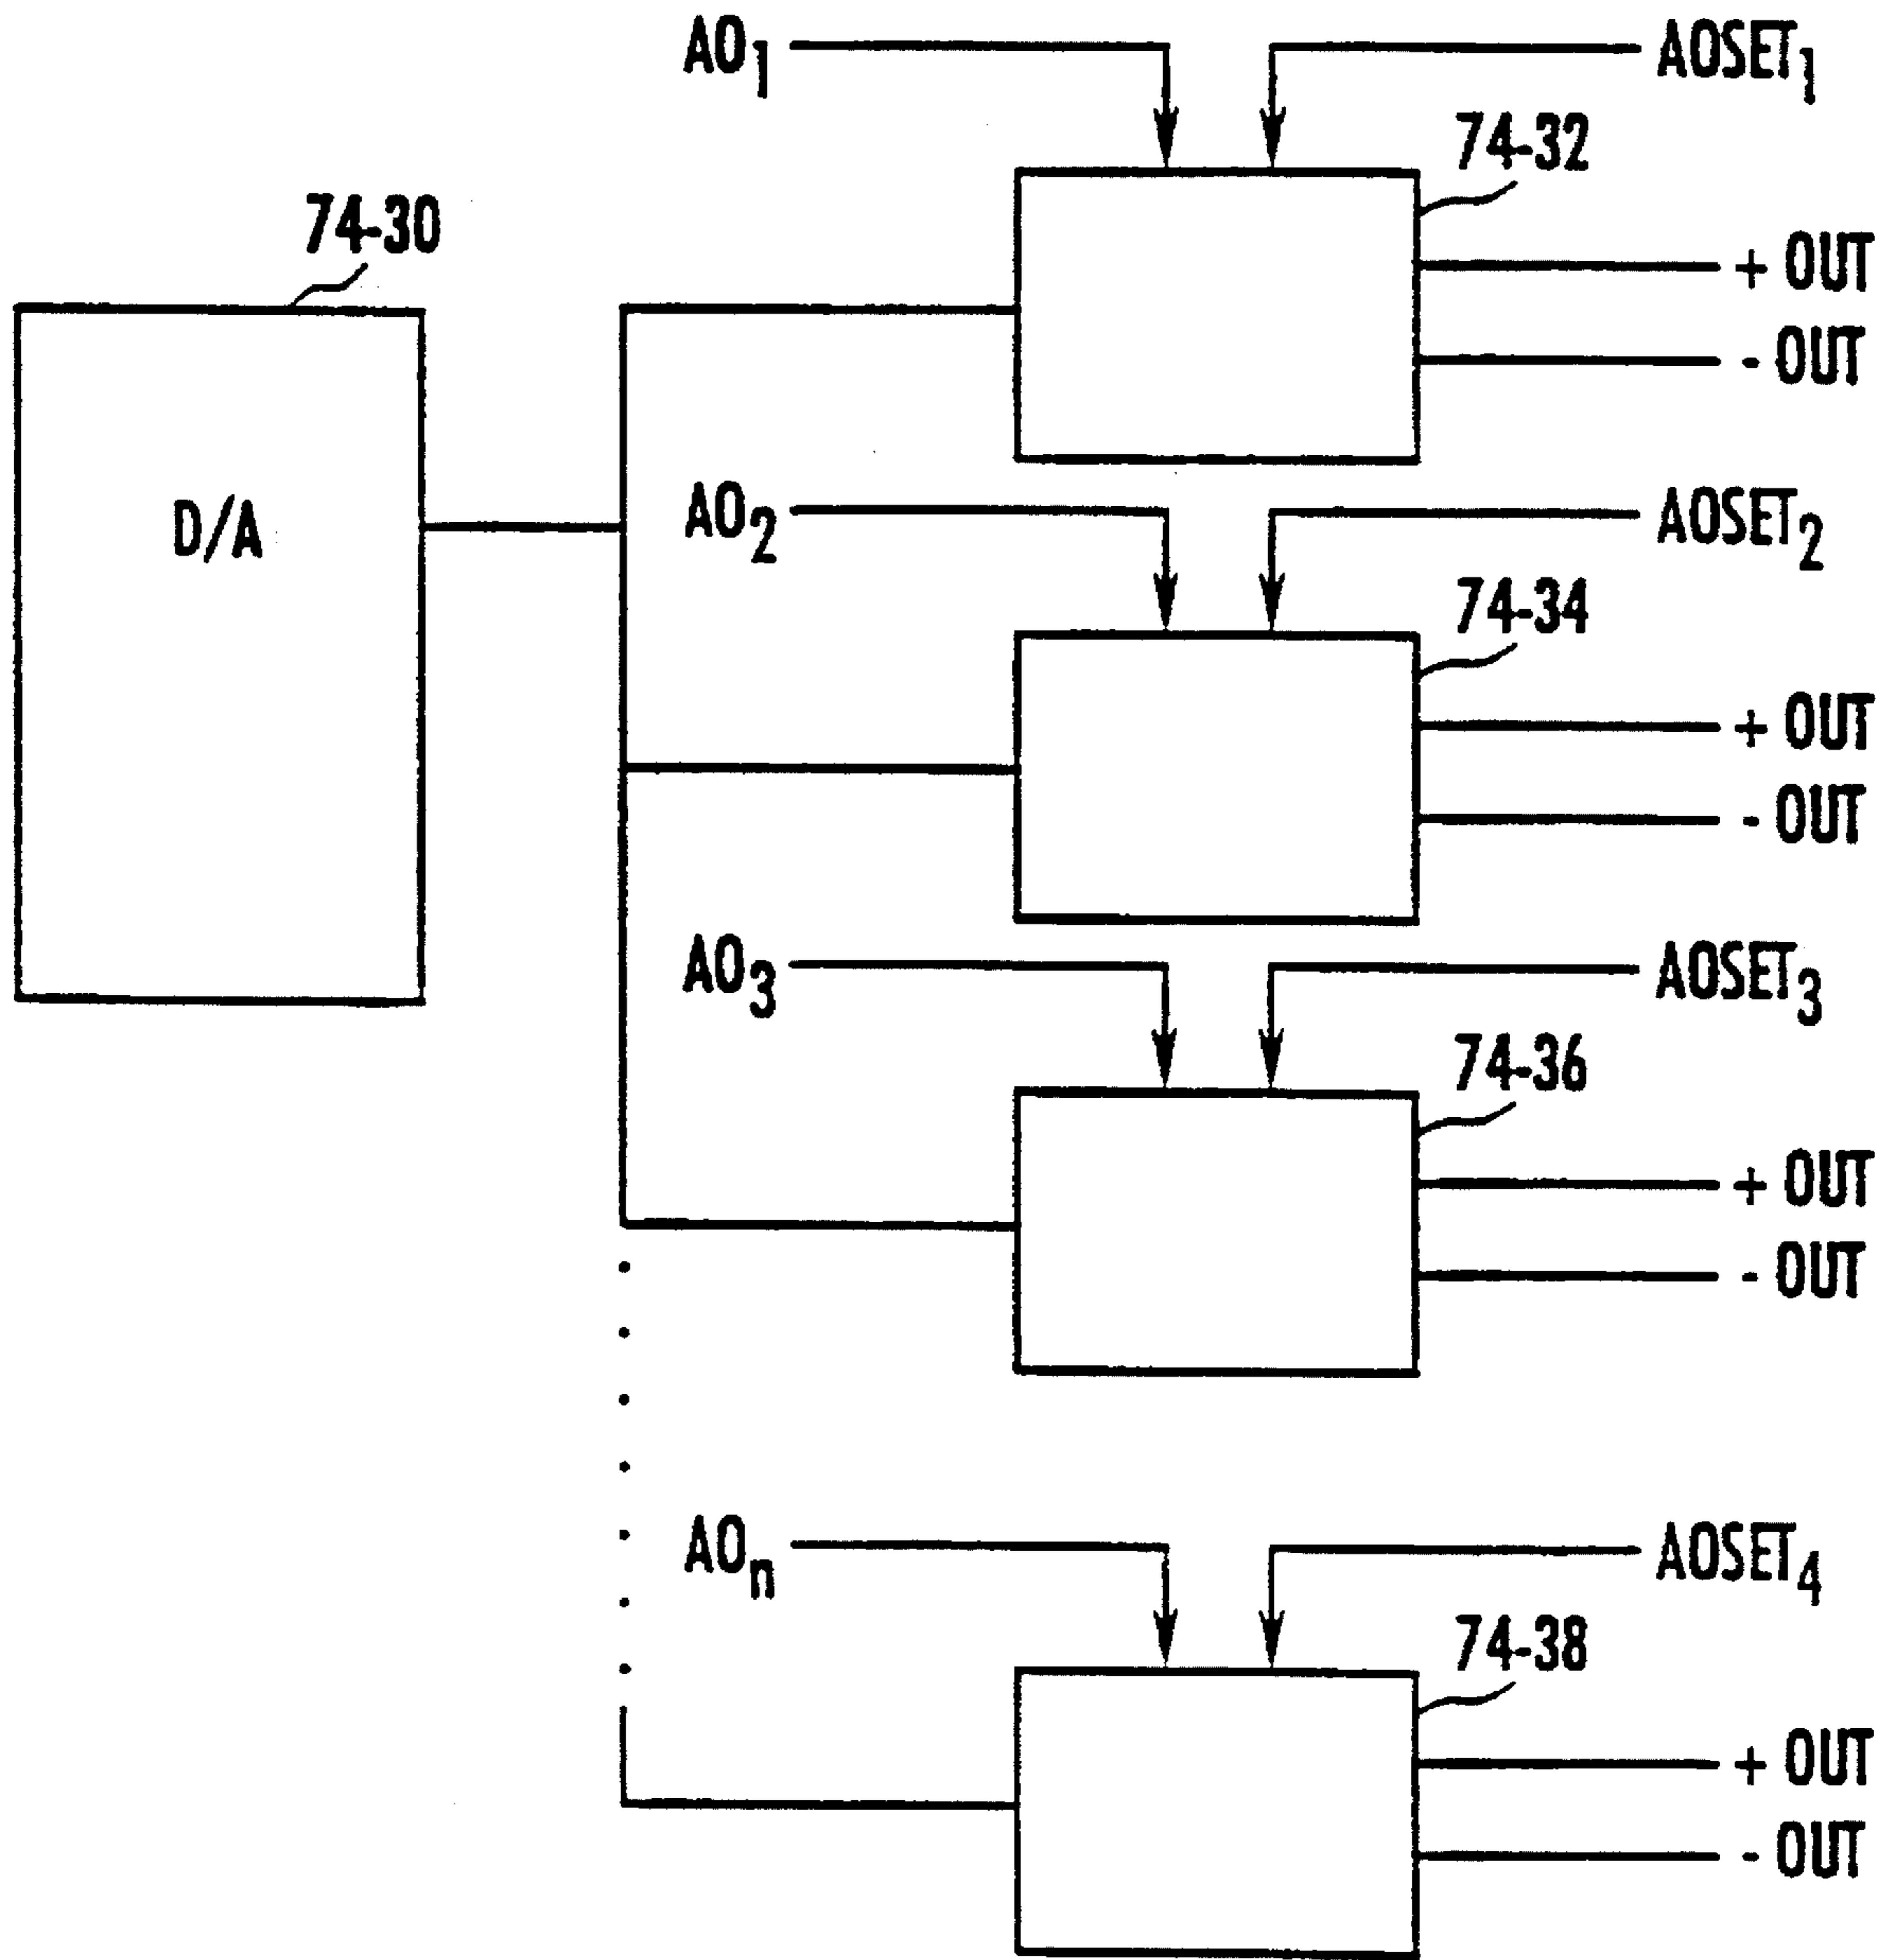 AO1
AOSET1
74-32
74-30
+ OUT
- OUT
D/A
AO2
AOSET2
74-34
+ OUT
- OUT
AO3
AOSET3
74-36
+ OUT
- OUT
AOn
AOSET4
74-38
+ OUT
- OUT